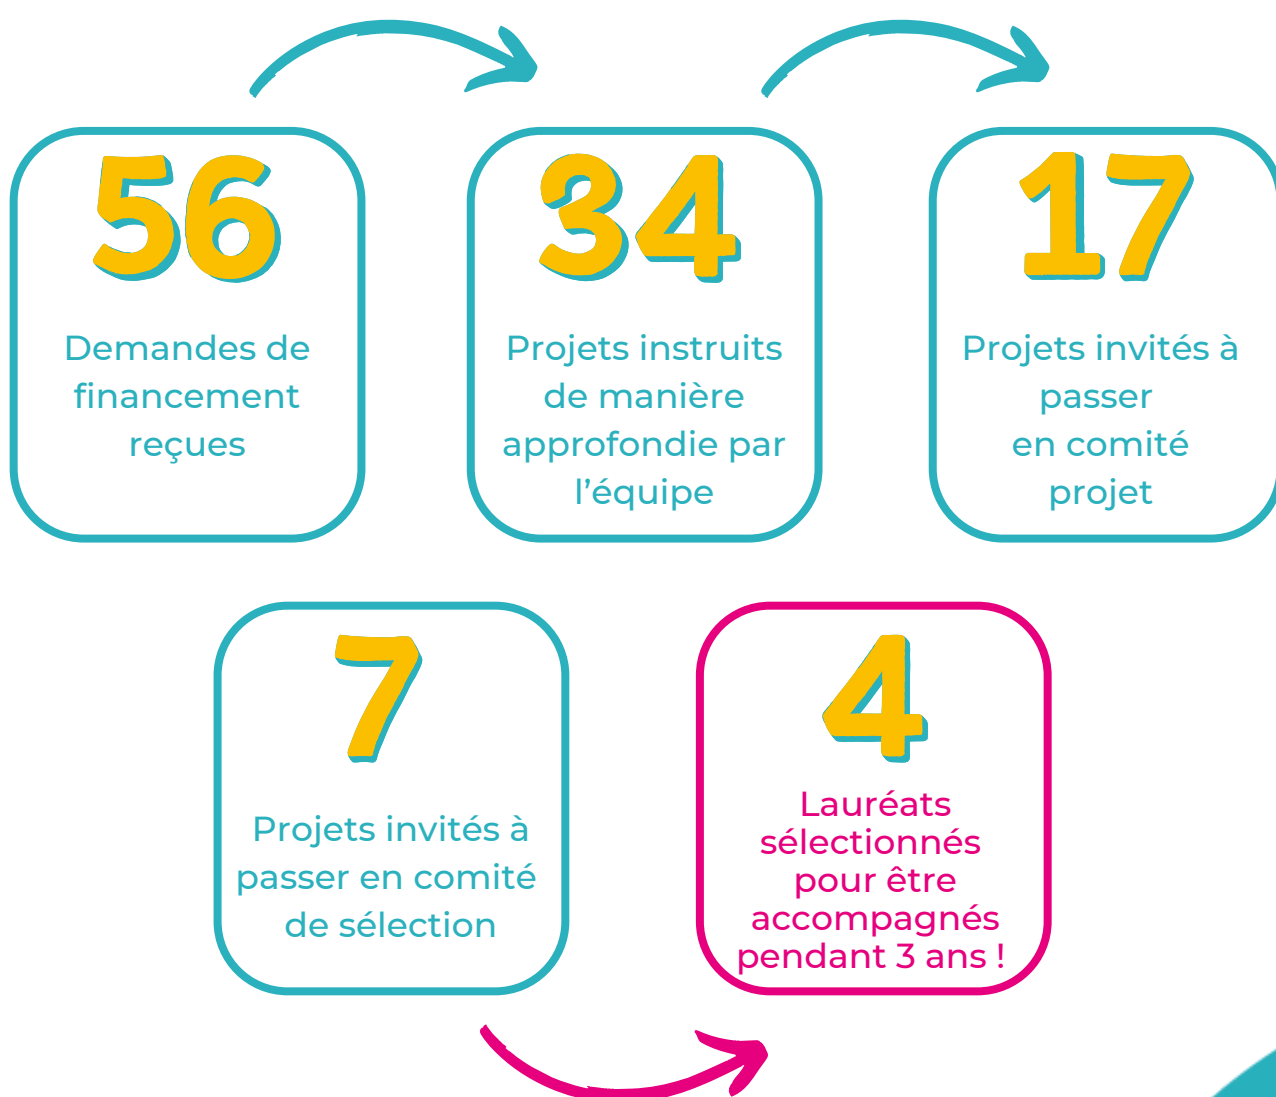 56
Demandes de
financement
reçues
34
Projets instruits
de manière
approfondie par
l'équipe
17
Projets invités à
passer
en comité
projet
7
Projets invités à
passer en comité
de sélection
4
Lauréats
sélectionnés
pour être
accompagnés
pendant 3 ans !